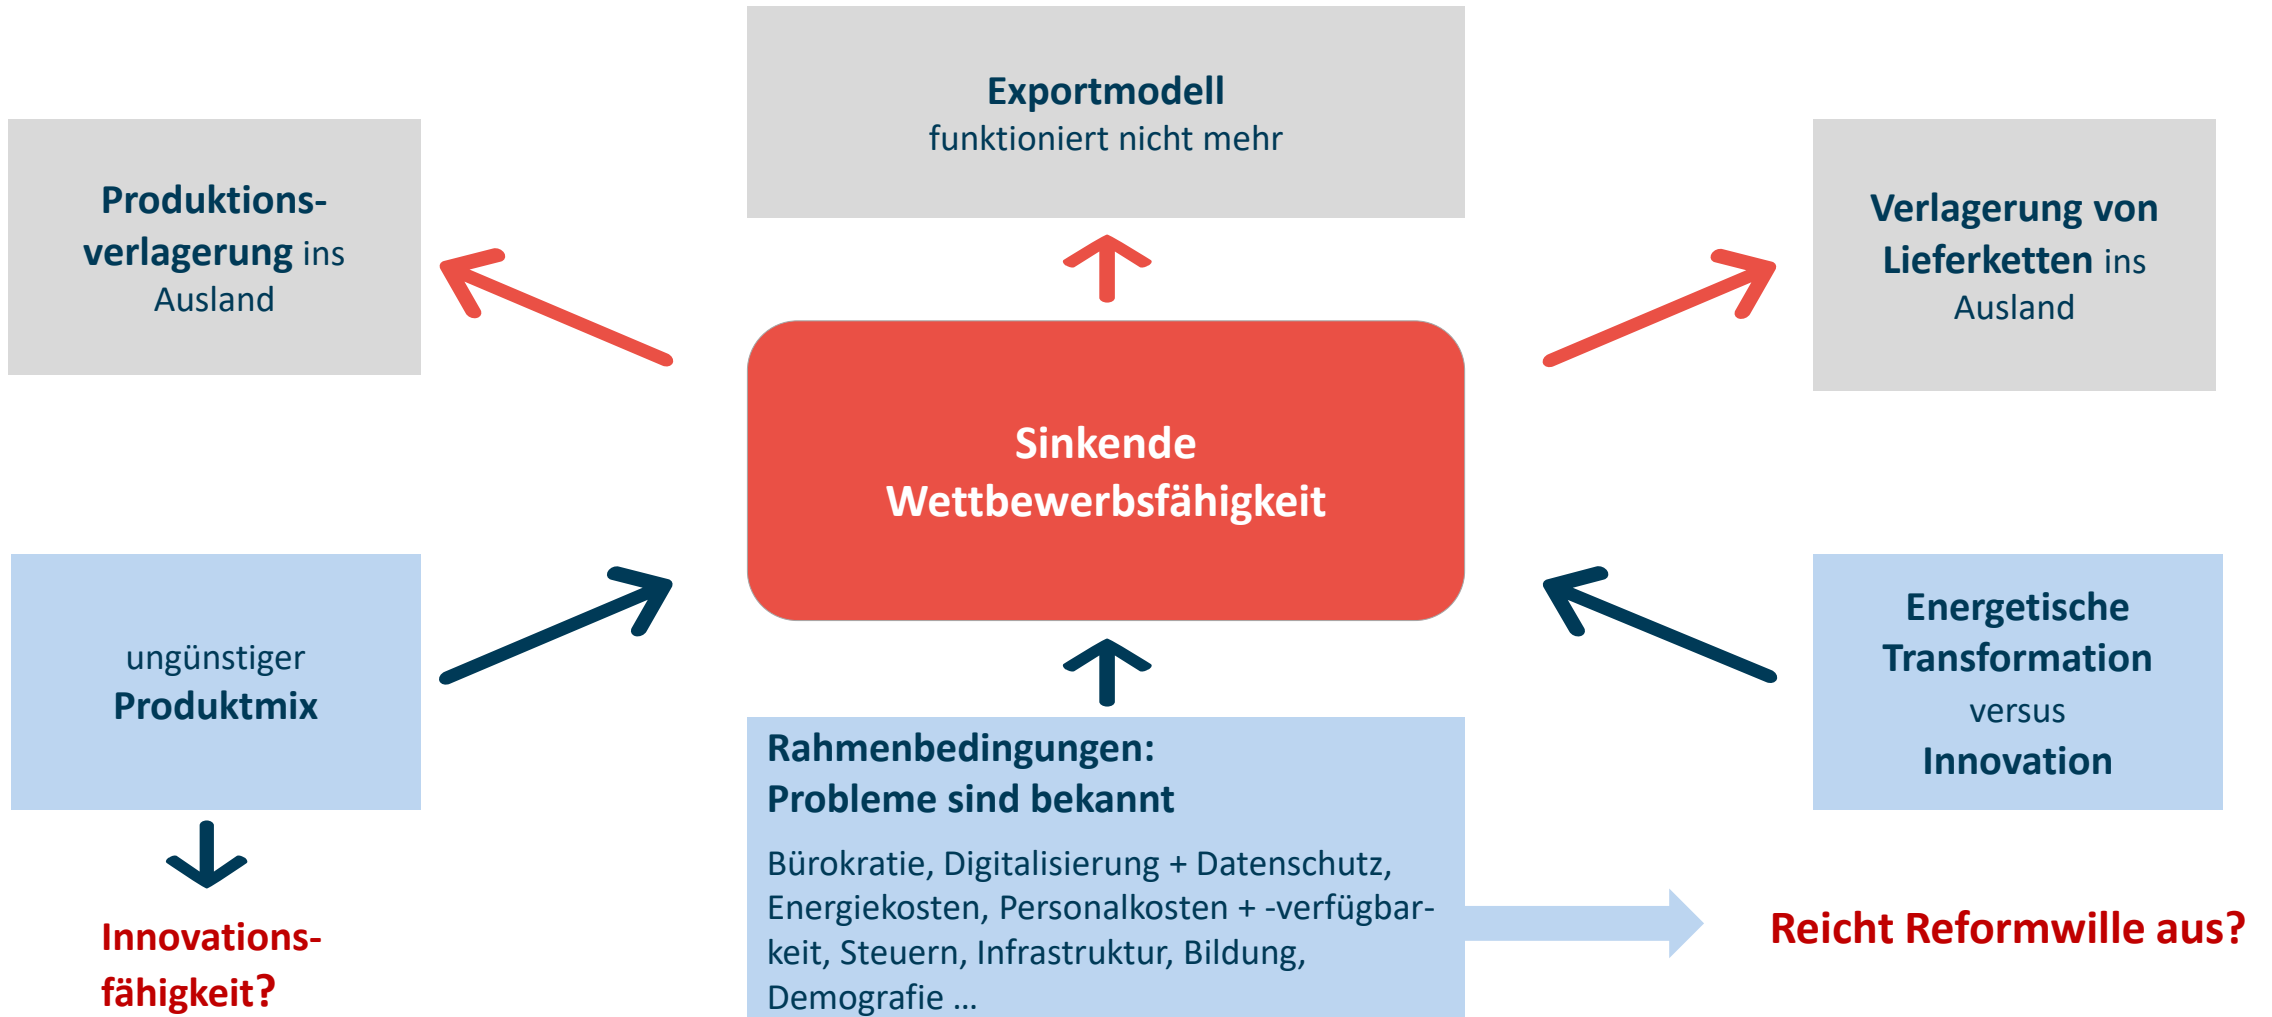 Exportmodell
funktioniert nicht mehr
Produktions-
verlagerung ins
Ausland
Verlagerung von
Lieferketten ins
Ausland
Sinkende
Wettbewerbsfähigkeit
ungünstiger
Produktmix
Energetische
Transformation
versus
Innovation
Rahmenbedingungen:
Probleme sind bekannt
Bürokratie, Digitalisierung + Datenschutz,
Energiekosten, Personalkosten + -verfügbar-
keit, Steuern, Infrastruktur, Bildung,
Demografie ...
Innovations-
fähigkeit?
Reicht Reformwille aus?